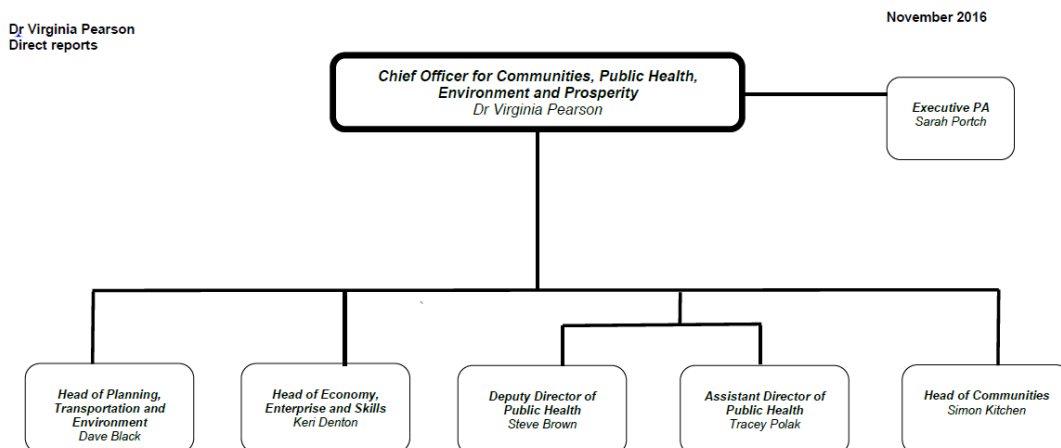 Dr Virginia Pearson
Direct reports
November 2016
Chief Officer for Communities, Public Health,
Environment and Prosperity
Dr Virginia Pearson
Executive PA
Sarah Portch
Head of Planning,
Transportation and
Environment
Dave Black
Head of Economy,
Enterprise and Skills
Keri Denton
Deputy Director of
Public Health
Steve Brown
Assistant Director of
Public Health
Tracey Polak
Head of Communities
Simon Kitchen